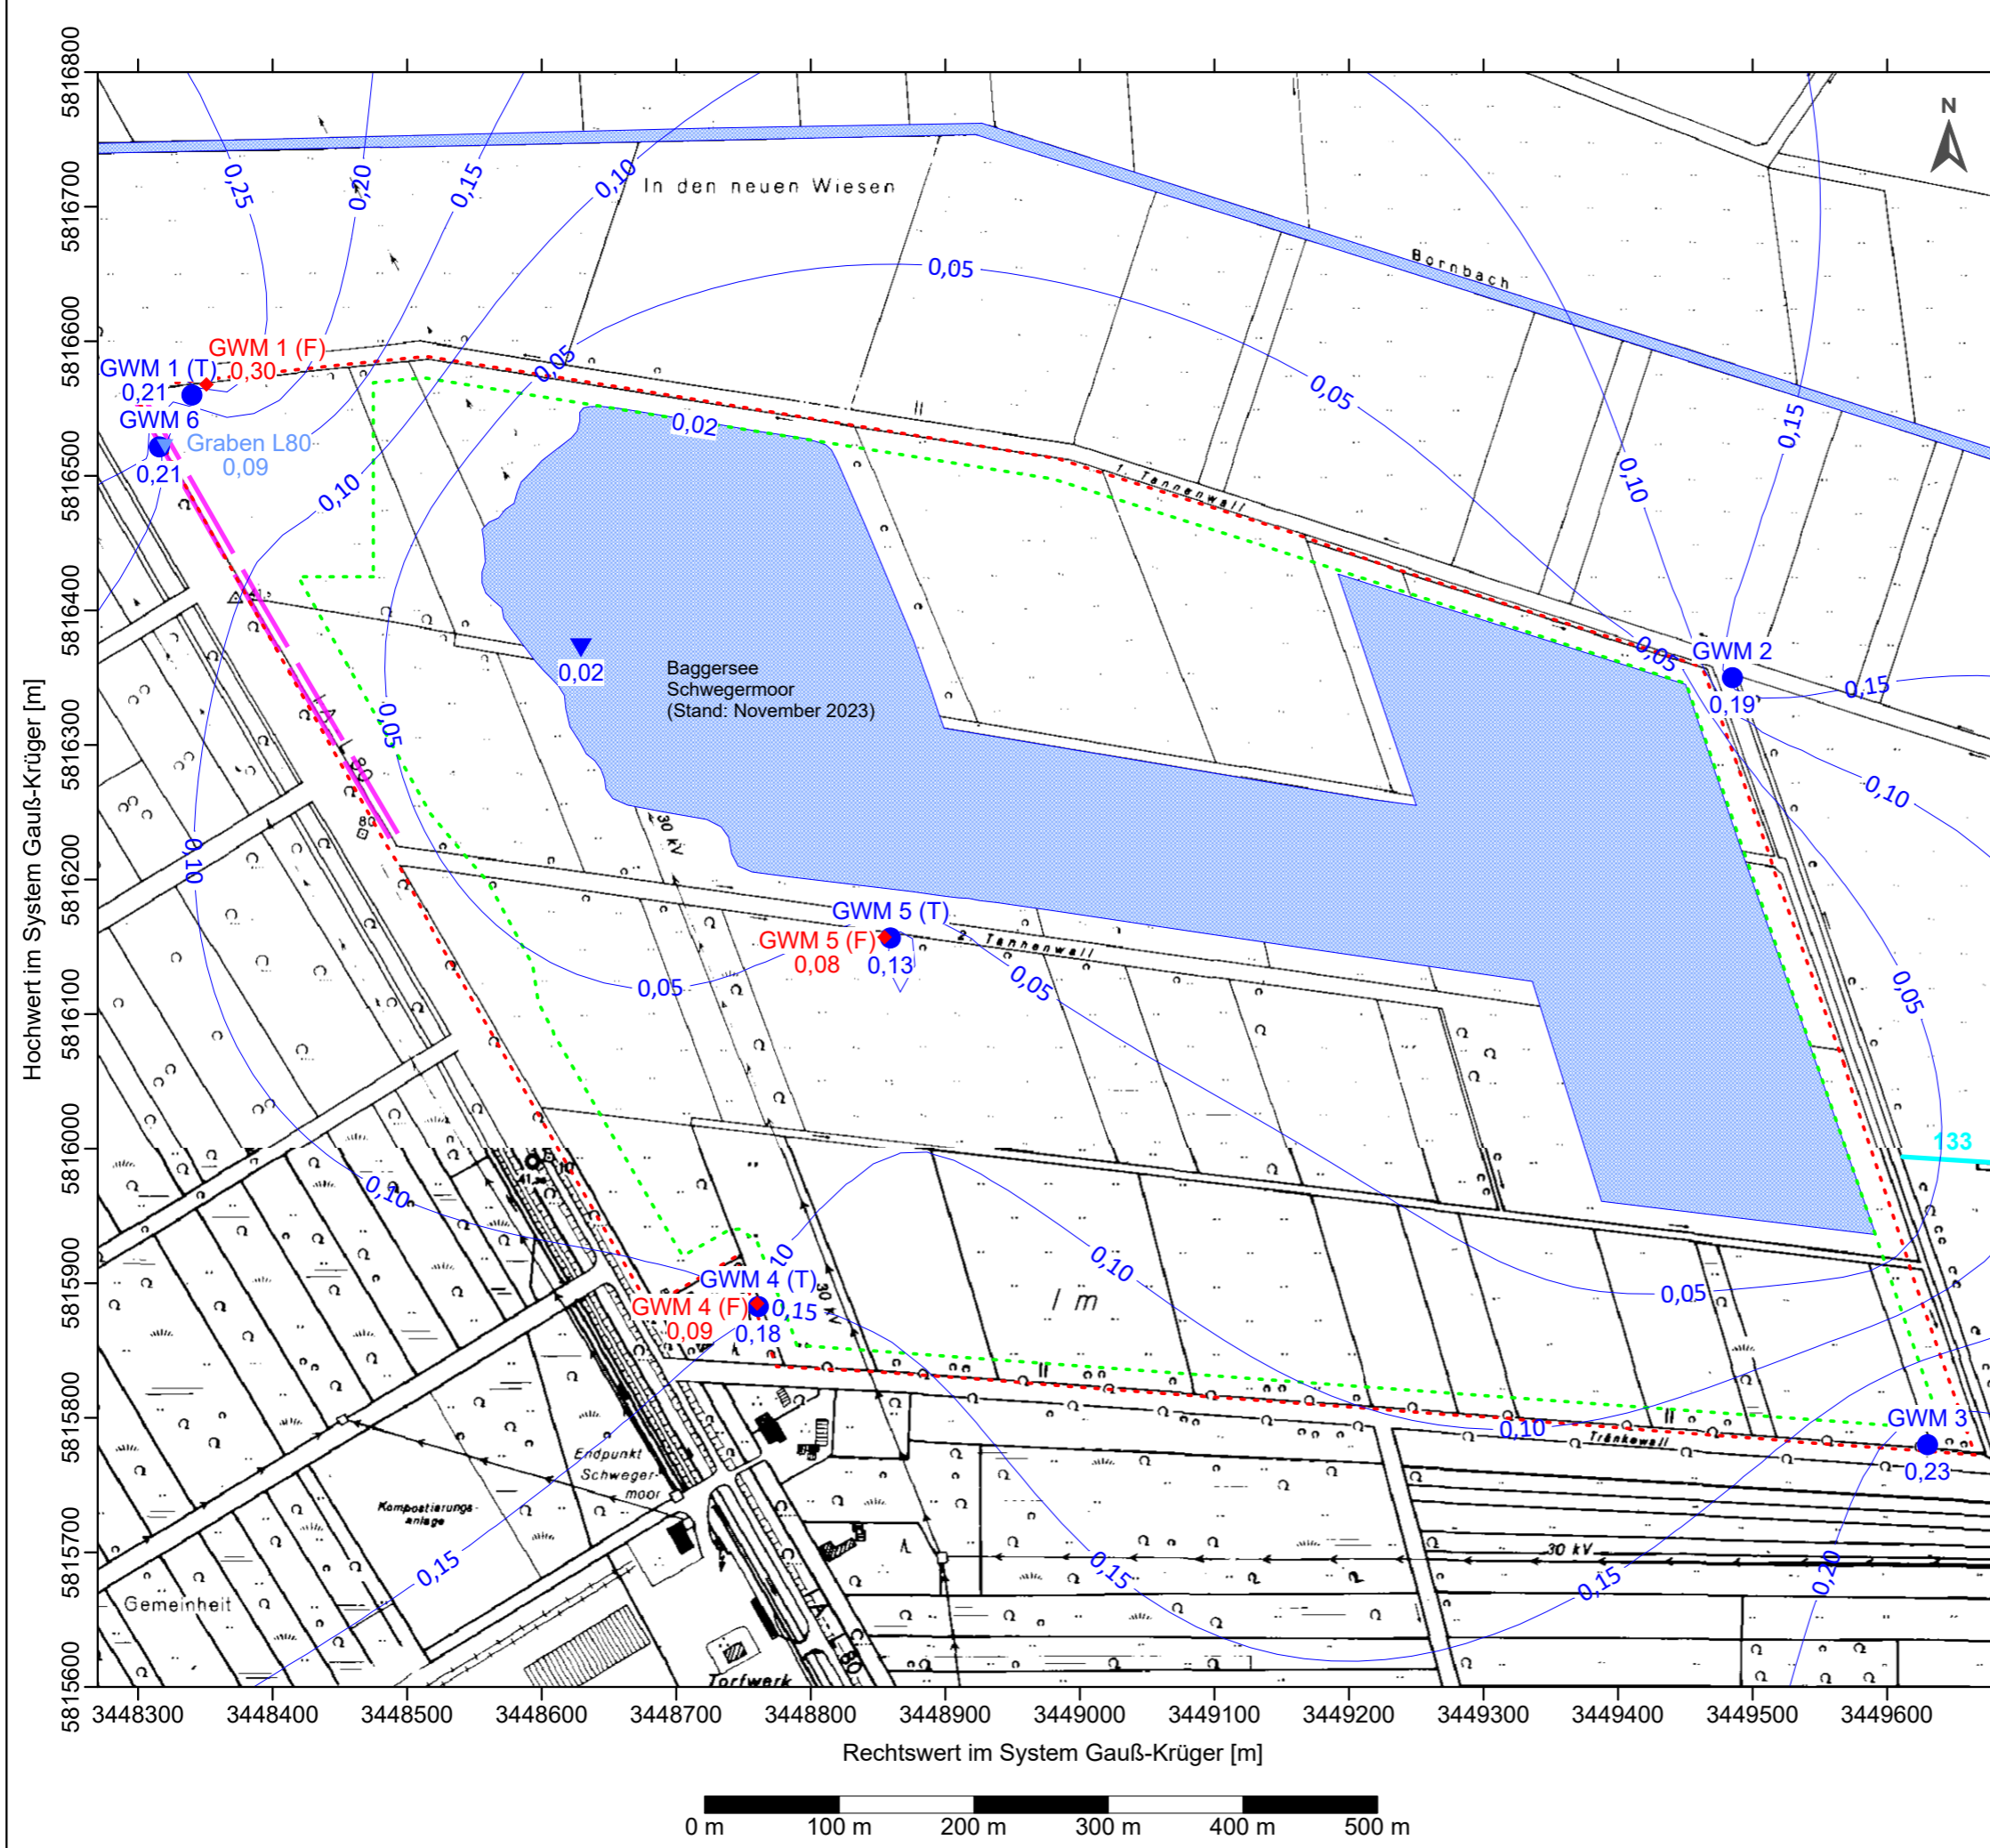 N
5816800
5816700
5816600
5816500
5816400
5816300
5816200
5816100
5816000
5815900
5815800
5815700
5815600
Hochwert im System Gauß-Krüger [m]
0,25
0,20
0,15
0,10
In den neuen Wiesen
Bornbach
0,05
0,05
0,05
0,10
0,15
GWM 1 (F)
0,30
GWM 1 (T)
0,21
GWM 6
0,21
Graben L80
0,09
0,10
0,02
1. Tannenwall
0,02
Baggersee
Schwegermoor
(Stand: November 2023)
0,05
GWM 2
0,19
0,15
0,10
0,05
L
80
80
30 kV
0,10
GWM 5 (T)
GWM 5 (F)
0,08
0,13
2. Tannenwall
0,05
0,05
0,05
133
0,10
10
0,10
GWM 4 (T)
GWM 4 (F)
0,15
0,09
0,18
30 kV
I m
0,05
0,10
Tränkewall
GWM 3
0,23
Endpunkt
Schweger-
moor
Kompostierungs-
anlage
0,15
0,15
30 kV
0,15
0,20
Gemeinheit
80
Torfwerk
3448300
3448400
3448500
3448600
3448700
3448800
3448900
3449000
3449100
3449200
3449300
3449400
3449500
3449600
Rechtswert im System Gauß-Krüger [m]
0 m
100 m
200 m
300 m
400 m
500 m